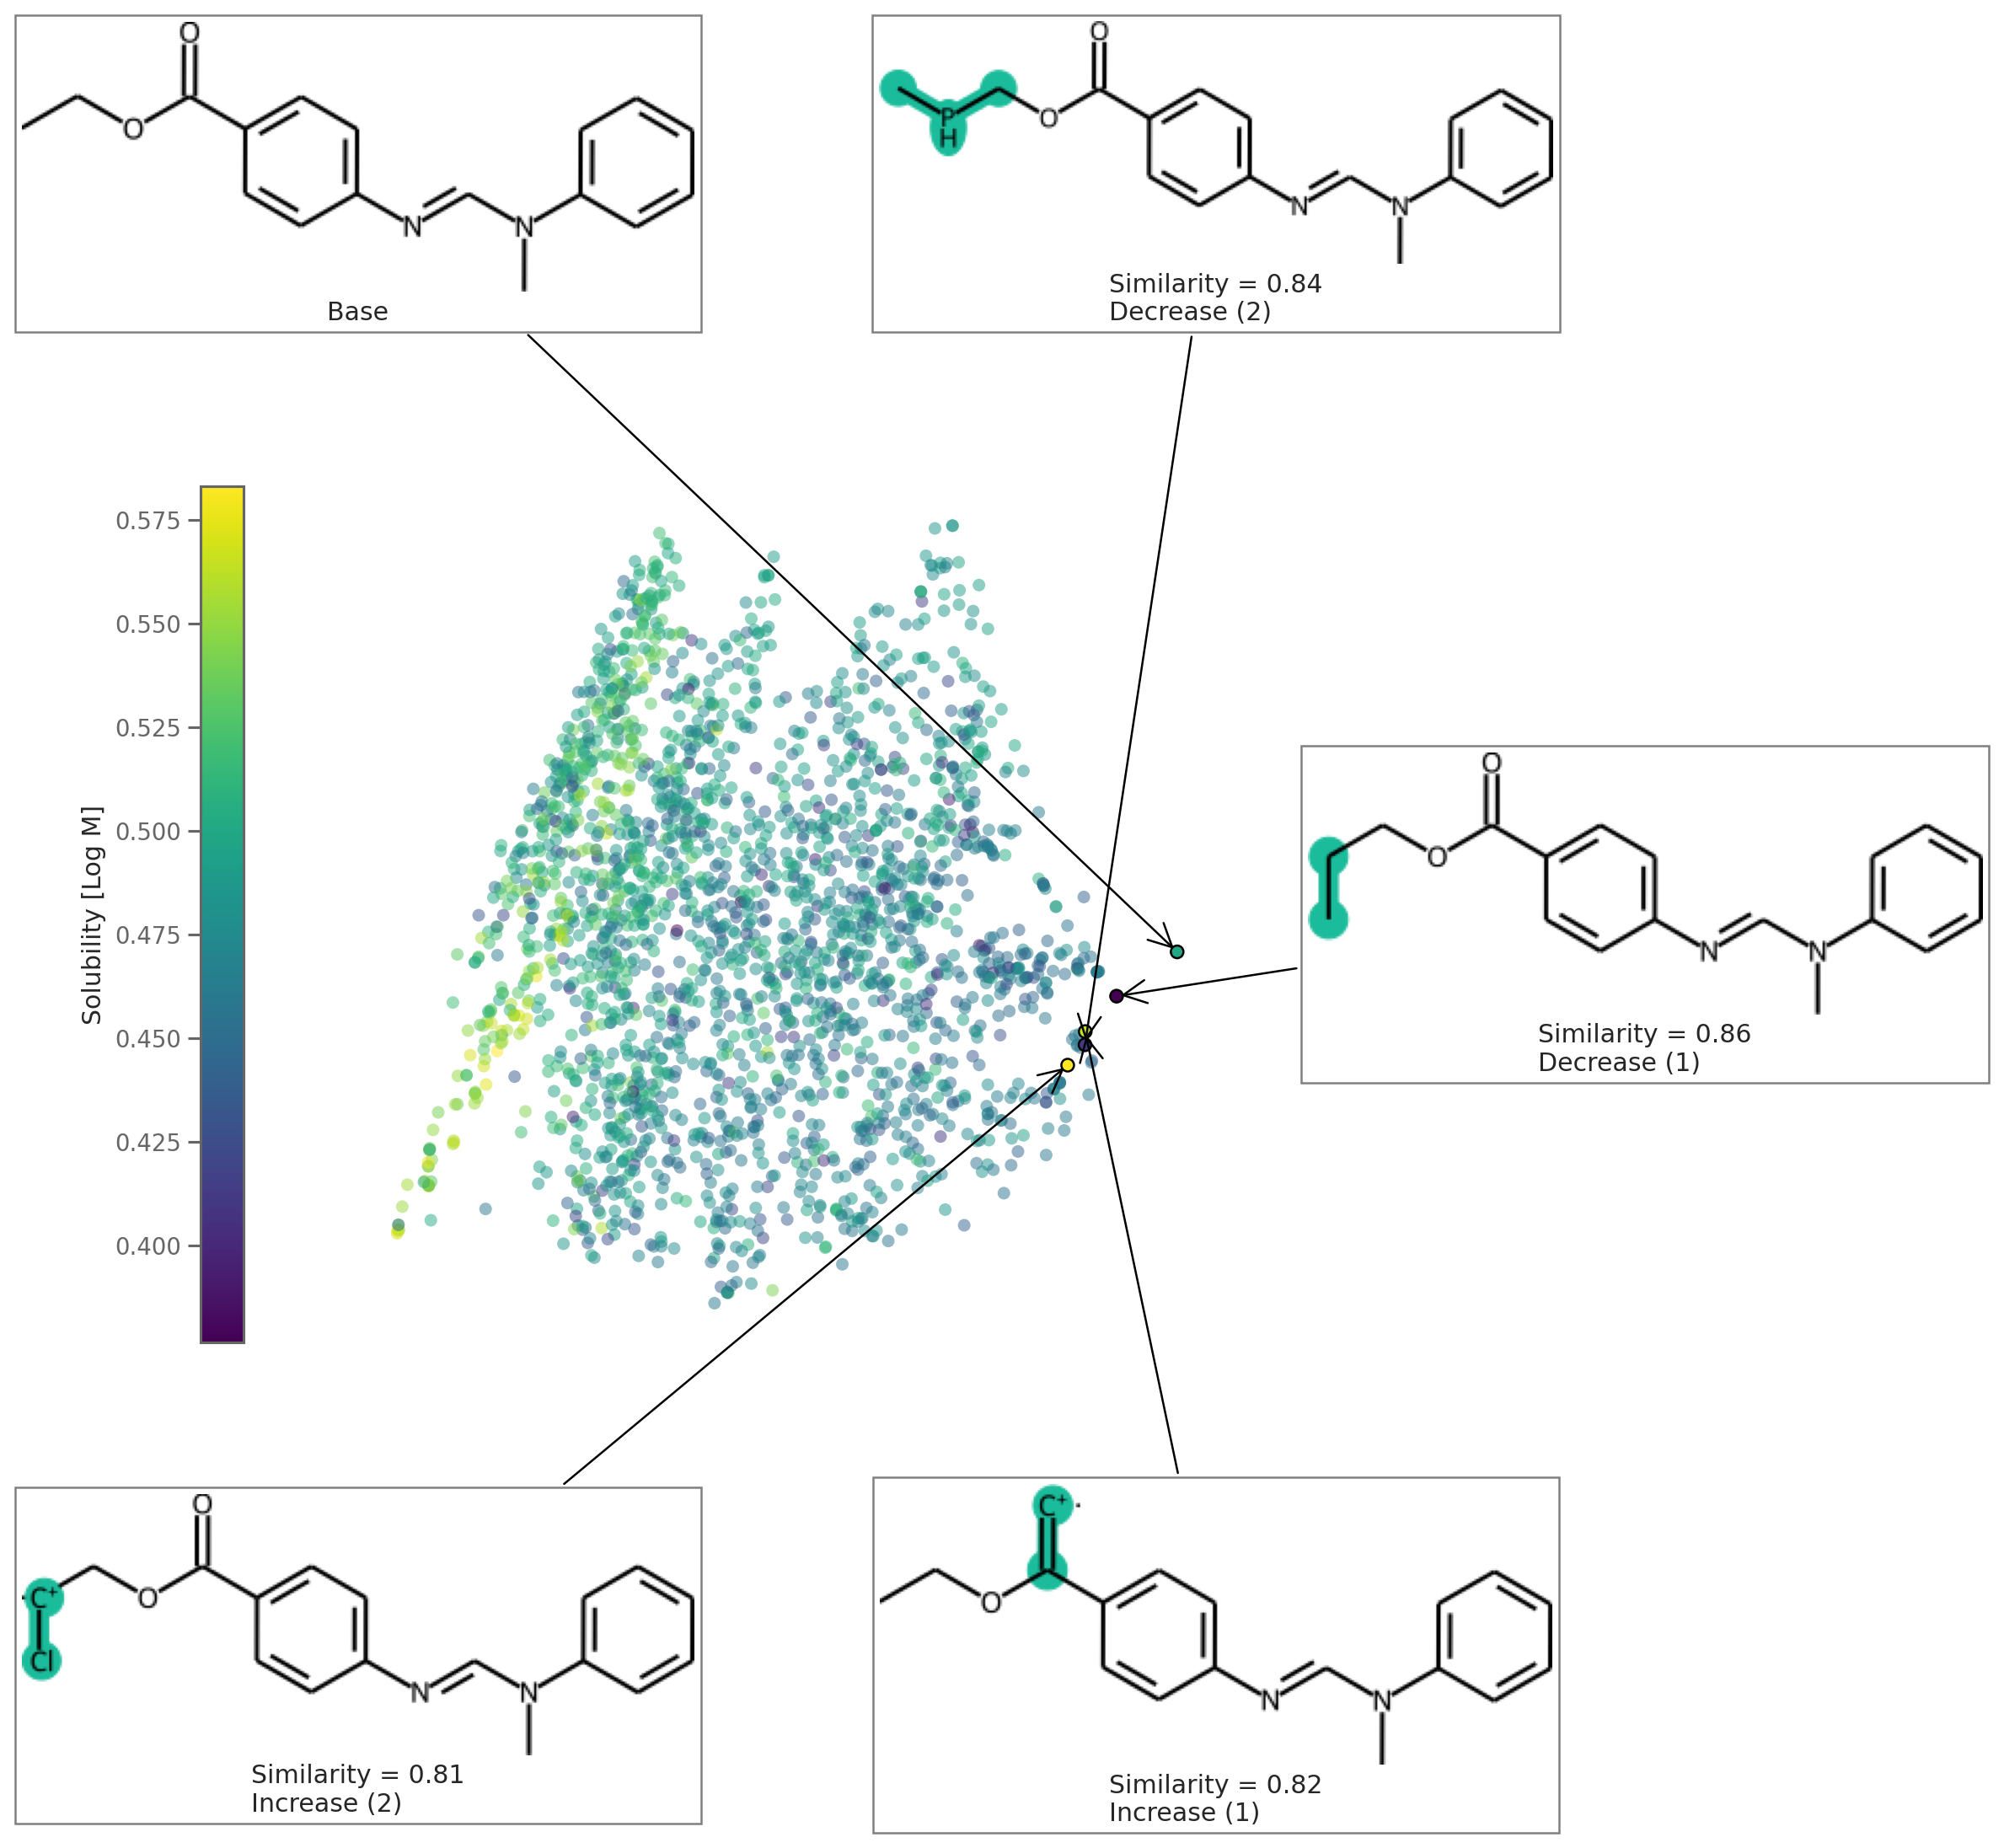 O
O
N
N
Base
O
P
H
O
N
N
Similarity = 0.84
Decrease (2)
Solubility [Log M]
0.575
0.550
0.525
0.500
0.475
0.450
0.425
0.400
O
O
N
N
Similarity = 0.86
Decrease (1)
O
C+
O
Cl
N
N
Similarity = 0.81
Increase (2)
C+·
O
N
N
Similarity = 0.82
Increase (1)